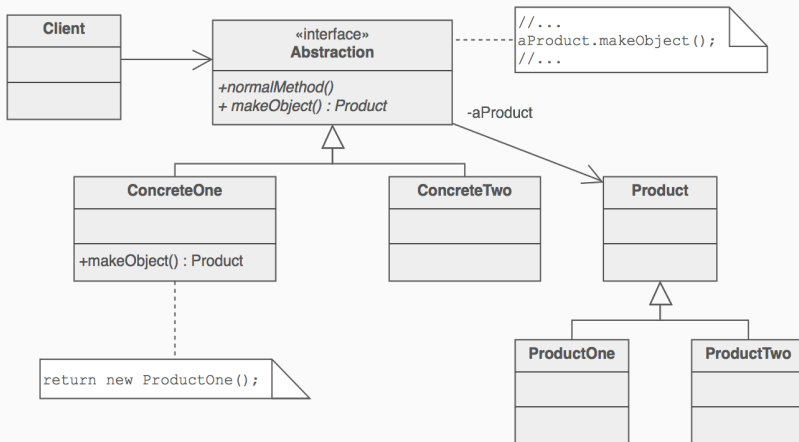 Client
«interface»
Abstraction
+normalMethod()
+ makeObject() : Product
//...
aProduct.makeObject();
//...
-aProduct
ConcreteOne
+makeObject() : Product
ConcreteTwo
Product
return new ProductOne();
ProductOne
ProductTwo